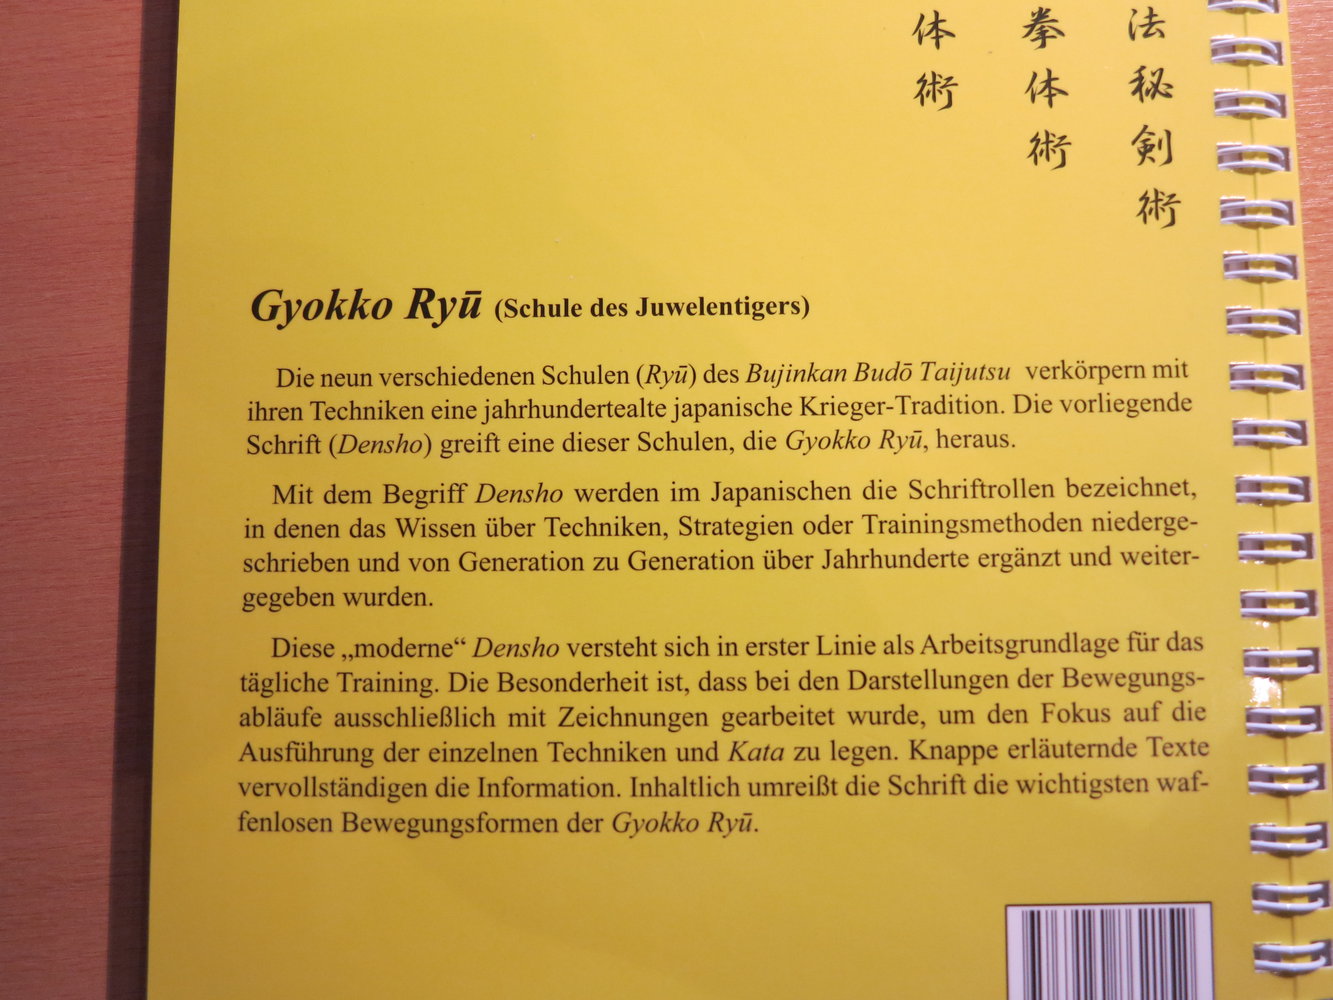 法秘剣術
拳体術
体術
Gyokko Ryū (Schule des Juwelentigers)
Die neun verschiedenen Schulen (Ryū) des Bujinkan Budō Taijutsu verkörpern mit
ihren Techniken eine jahrhundertealte japanische Krieger-Tradition. Die vorliegende
Schrift (Densho) greift eine dieser Schulen, die Gyokko Ryū, heraus.
Mit dem Begriff Densho werden im Japanischen die Schriftrollen bezeichnet,
in denen das Wissen über Techniken, Strategien oder Trainingsmethoden niederge-
schrieben und von Generation zu Generation über Jahrhunderte ergänzt und weiter-
gegeben wurden.
Diese „moderne“ Densho versteht sich in erster Linie als Arbeitsgrundlage für das
tägliche Training. Die Besonderheit ist, dass bei den Darstellungen der Bewegungs-
abläufe ausschließlich mit Zeichnungen gearbeitet wurde, um den Fokus auf die
Ausführung der einzelnen Techniken und Kata zu legen. Knappe erläuternde Texte
vervollständigen die Information. Inhaltlich umreißt die Schrift die wichtigsten waf-
fenlosen Bewegungsformen der Gyokko Ryū.